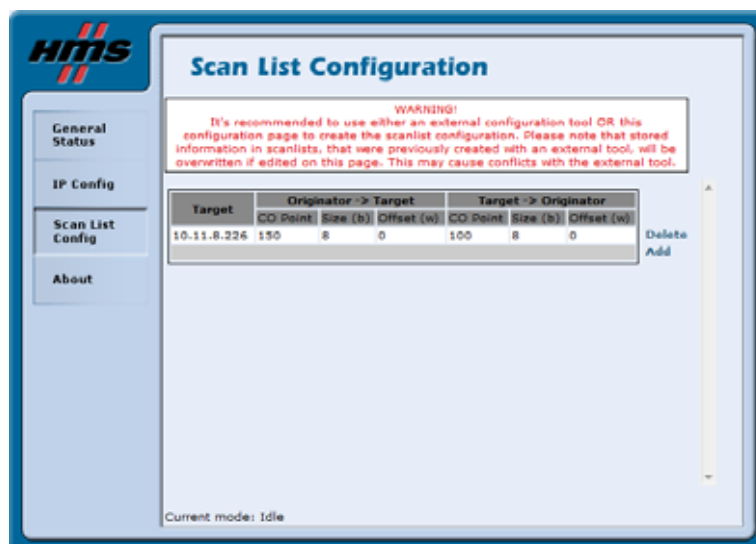 HMS
Scan List Configuration
General
Status
IP Config
Scan List
Config
About
WARNING!
It's recommended to use either an external configuration tool OR this
configuration page to create the scanlist configuration. Please note that stored
information in scanlists, that were previously created with an external tool, will be
overwritten if edited on this page. This may cause conflicts with the external tool.
Target Originator -> Target Target -> Originator
CO Point Size (b) Offset (w) CO Point Size (b) Offset (w)
10.11.8.226 150 8 0 100 8 0 Delete
Add
Current mode: Idle